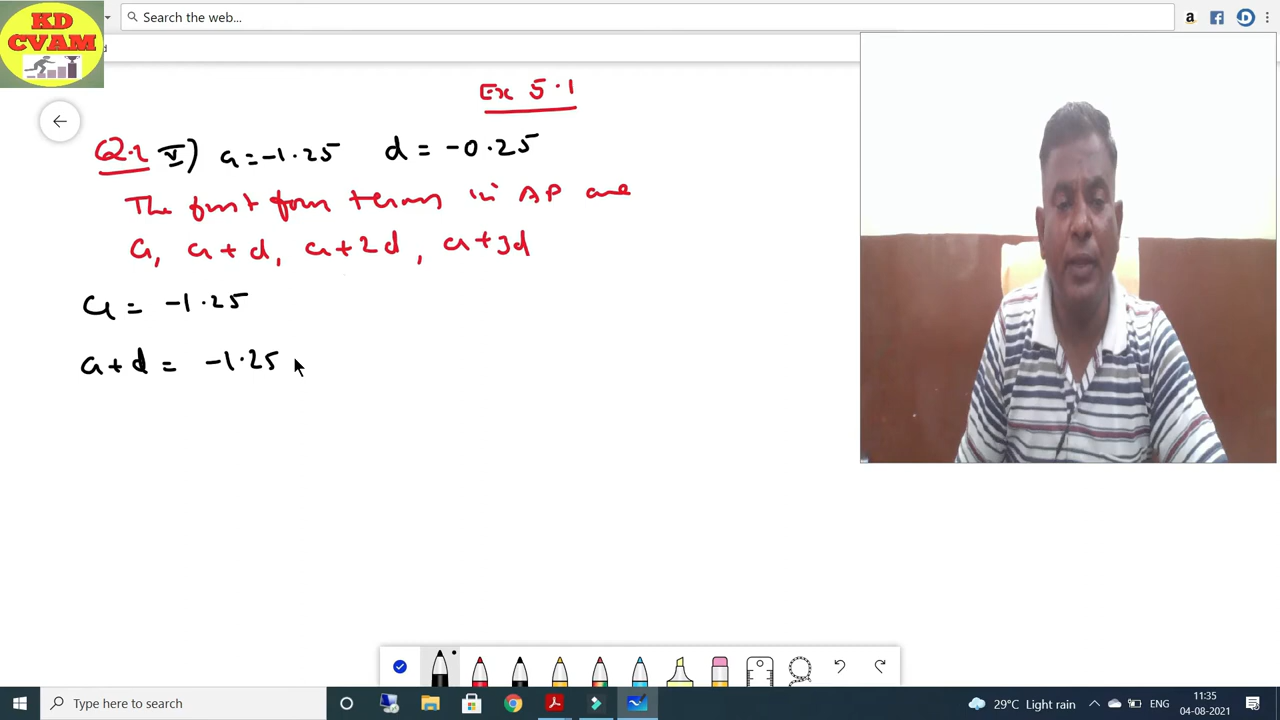 KD
CVAM
Search the web...
Ex 5.1
Q.2 V) a=-1.25 d = -0.25
The first four terms in AP are
a, a+d, a+2d, a+3d
a = -1.25
a+d = -1.25
Type here to search
29°C Light rain
ENG
11:35
04-08-2021